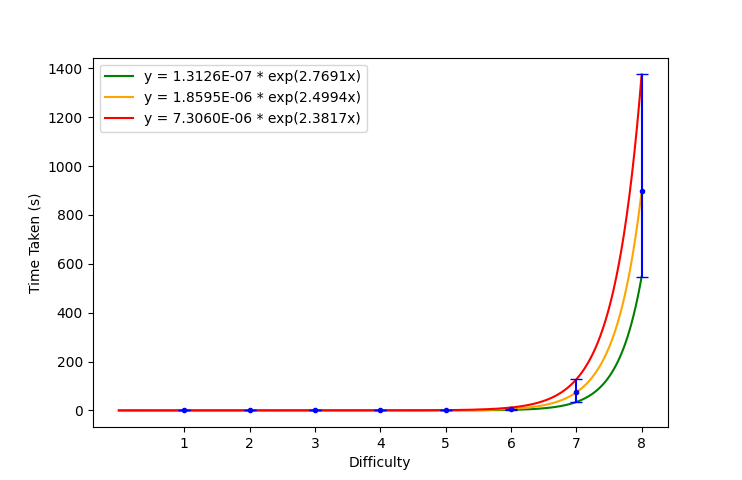 y = 1.3126E-07 * exp(2.7691x)
y = 1.8595E-06 * exp(2.4994x)
y = 7.3060E-06 * exp(2.3817x)
1400
1200
1000
800
600
400
200
0
Time Taken (s)
1 2 3 4 5 6 7 8
Difficulty